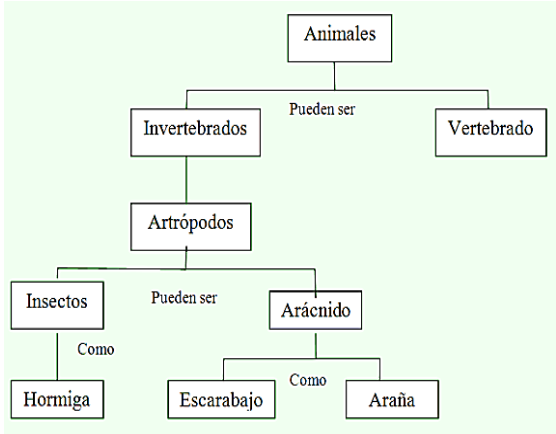 Animales
Pueden ser
Invertebrados
Vertebrado
Artrópodos
Insectos
Pueden ser
Arácnido
Como
Como
Hormiga
Escarabajo
Araña